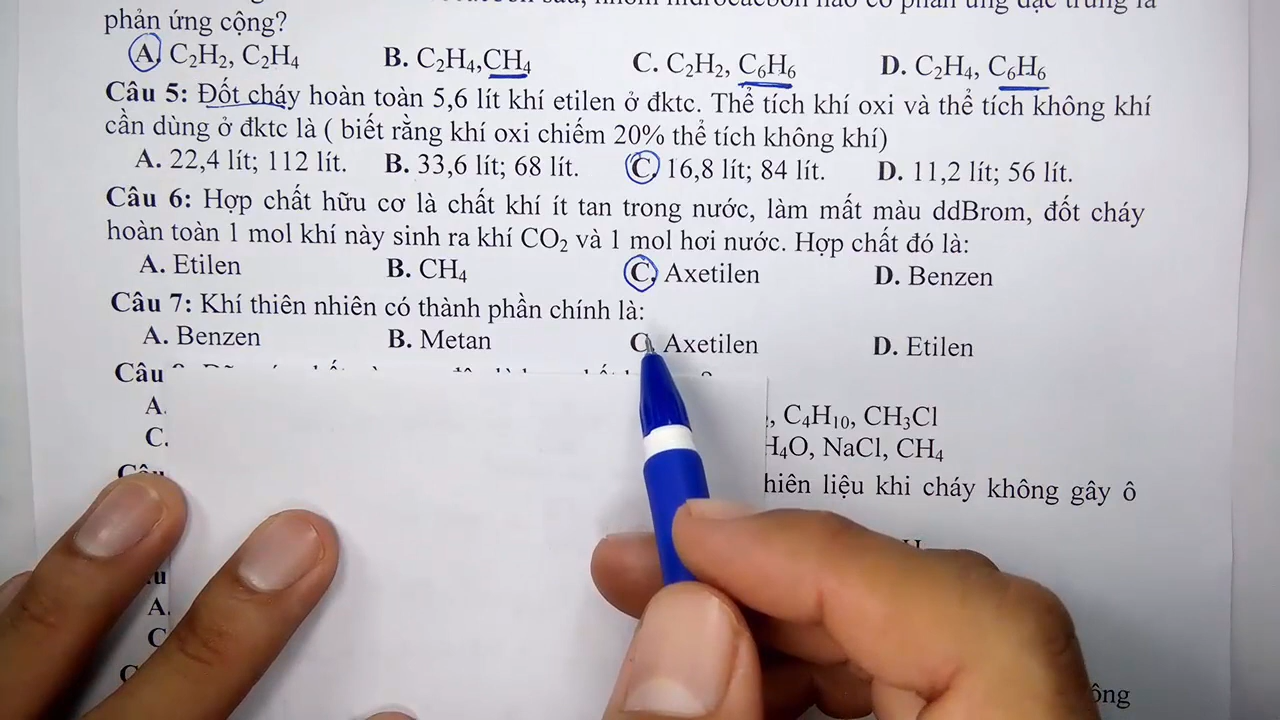 phản ứng cộng?
A. C₂H₂, C₂H₄ B. C₂H₄,CH₄ C. C₂H₂, C₆H₆ D. C₂H₄, C₆H₆
Câu 5: Đốt cháy hoàn toàn 5,6 lít khí etilen ở đktc. Thể tích khí oxi và thể tích không khí
cần dùng ở đktc là ( biết rằng khí oxi chiếm 20% thể tích không khí)
A. 22,4 lít; 112 lít. B. 33,6 lít; 68 lít. C. 16,8 lít; 84 lít. D. 11,2 lít; 56 lít.
Câu 6: Hợp chất hữu cơ là chất khí ít tan trong nước, làm mất màu ddBrom, đốt cháy
hoàn toàn 1 mol khí này sinh ra khí CO₂ và 1 mol hơi nước. Hợp chất đó là:
A. Etilen B. CH₄ C. Axetilen D. Benzen
Câu 7: Khí thiên nhiên có thành phần chính là:
A. Benzen B. Metan C. Axetilen D. Etilen
Câu
A. , C₄H₁₀, CH₃Cl
C. H₄O, NaCl, CH₄
Câu
hiên liệu khi cháy không gây ô
A.
C
ông